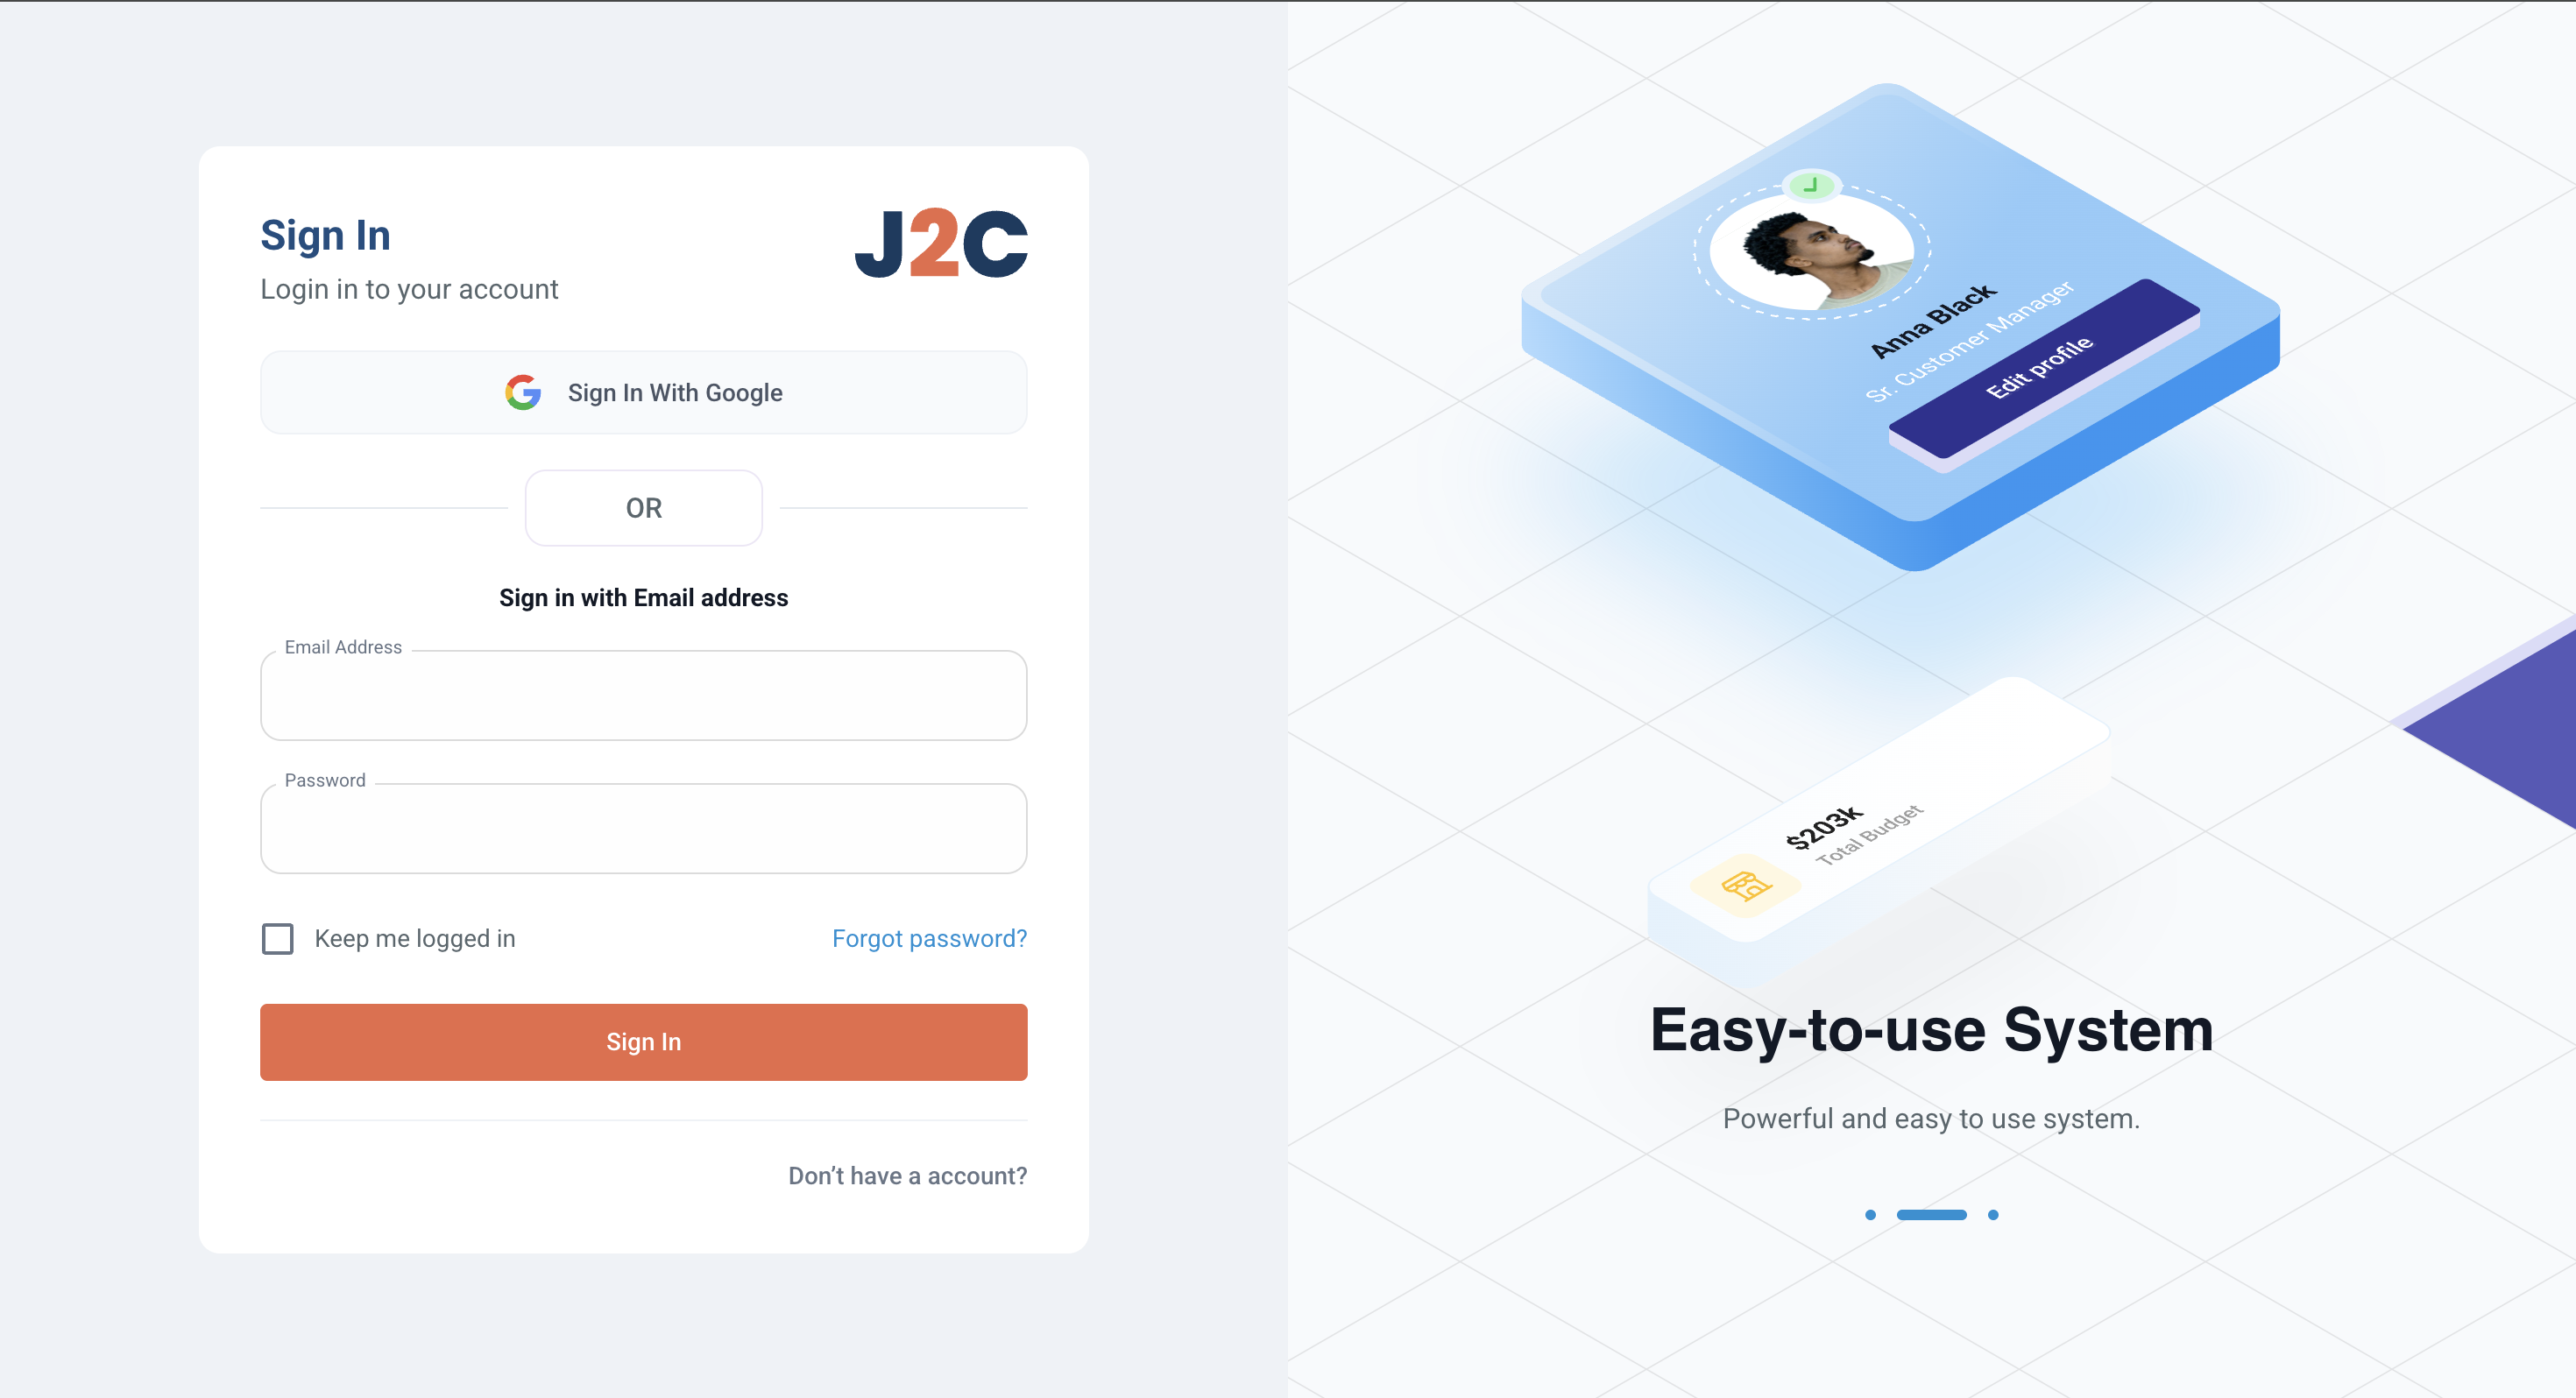 Sign In
J2C
Login in to your account
Sign In With Google
OR
Sign in with Email address
Email Address
Password
Keep me logged in
Forgot password?
Sign In
Don’t have a account?
Anna Black
Sr. Customer Manager
Edit profile
$203k
Total Budget
Easy-to-use System
Powerful and easy to use system.